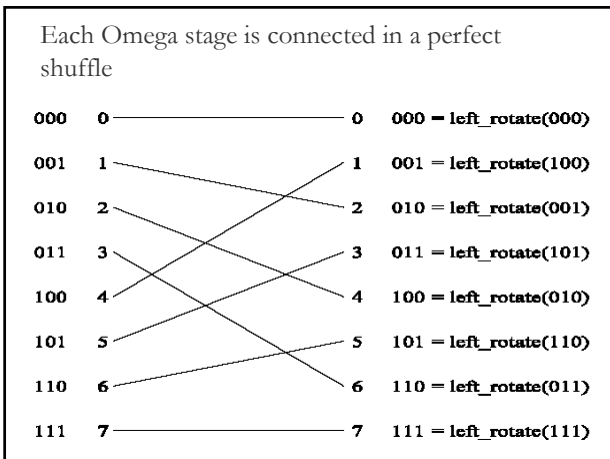 Each Omega stage is connected in a perfect
shuffle
000 0 0 000 = left_rotate(000)
001 1 1 001 = left_rotate(100)
010 2 2 010 = left_rotate(001)
011 3 3 011 = left_rotate(101)
100 4 4 100 = left_rotate(010)
101 5 5 101 = left_rotate(110)
110 6 6 110 = left_rotate(011)
111 7 7 111 = left_rotate(111)